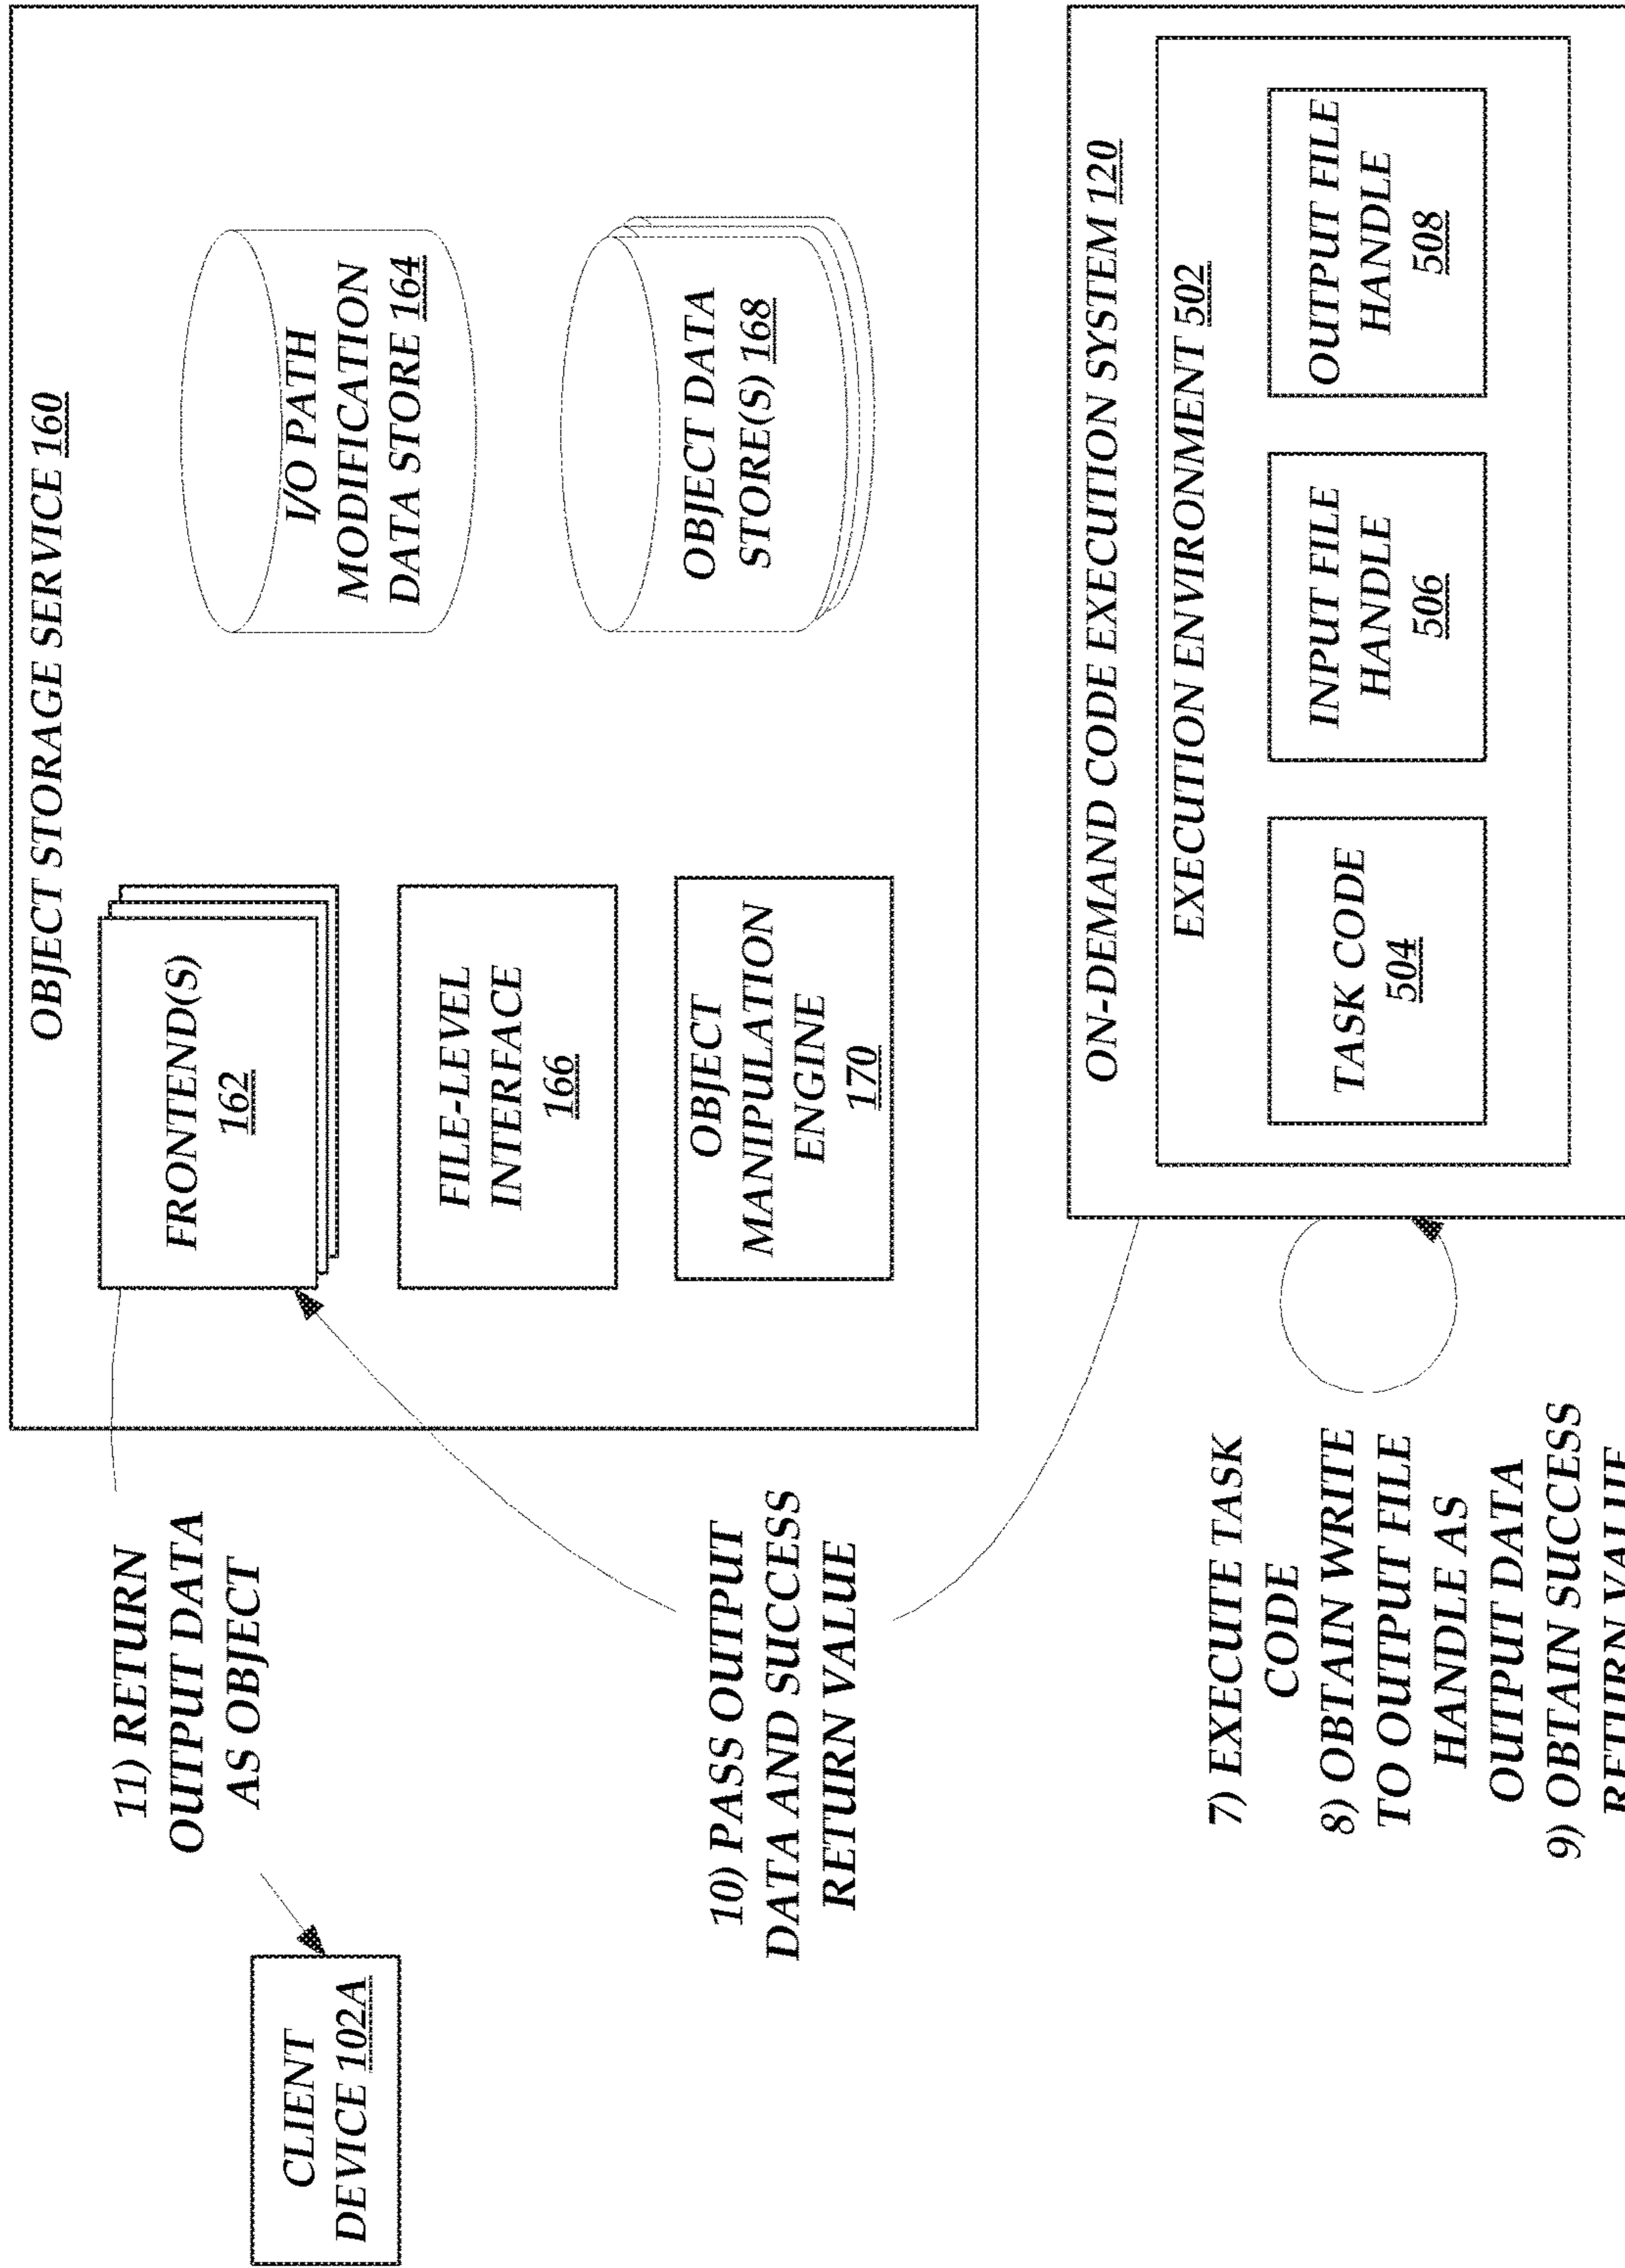 OBJECT STORAGE SERVICE 160
FRONTEND(S)
162
I/O PATH
MODIFICATION
DATA STORE 164
FILE-LEVEL
INTERFACE
166
OBJECT DATA
STORE(S) 168
OBJECT
MANIPULATION
ENGINE
170
11) RETURN
OUTPUT DATA
AS OBJECT
CLIENT
DEVICE 102A
10) PASS OUTPUT
DATA AND SUCCESS
RETURN VALUE
ON-DEMAND CODE EXECUTION SYSTEM 120
EXECUTION ENVIRONMENT 502
TASK CODE
504
INPUT FILE
HANDLE
506
OUTPUT FILE
HANDLE
508
7) EXECUTE TASK
CODE
8) OBTAIN WRITE
TO OUTPUT FILE
HANDLE AS
OUTPUT DATA
9) OBTAIN SUCCESS
RETURN VALUE